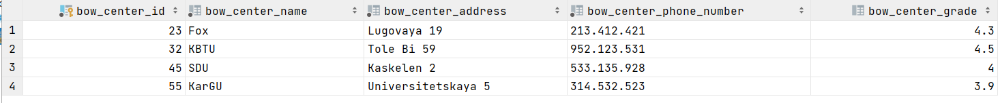 bow_center_id bow_center_name bow_center_address bow_center_phone_number bow_center_grade
1 23 Fox Lugovaya 19 213.412.421 4.3
2 32 KBTU Tole Bi 59 952.123.531 4.5
3 45 SDU Kaskelen 2 533.135.928 4
4 55 KarGU Universitetskaya 5 314.532.523 3.9